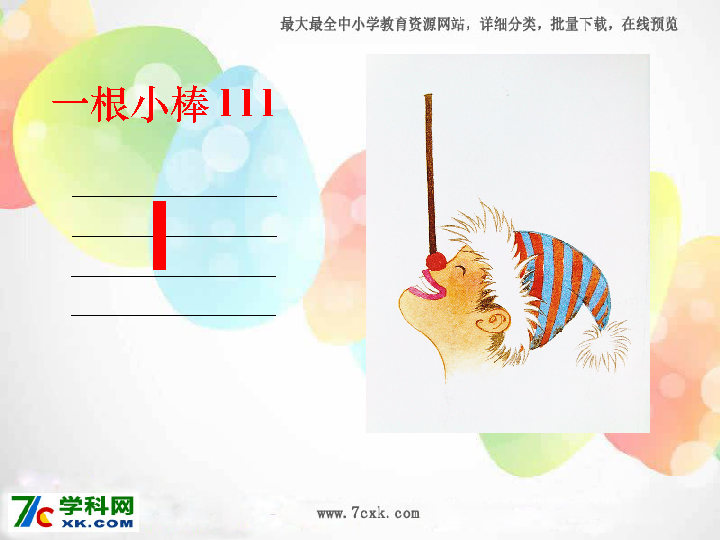 最大最全中小学教育资源网站，详细分类，批量下载，在线预览
一根小棒 l l l
l
7c 学科网
XK.COM
www.7cxk.com